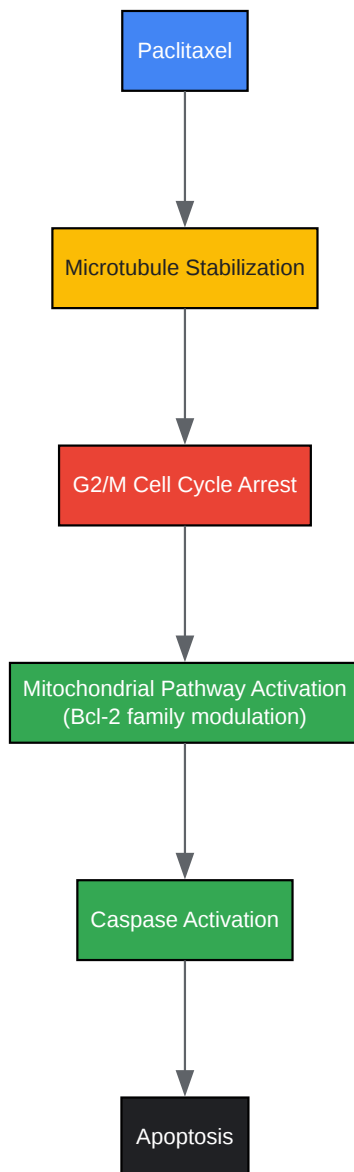 Paclitaxel
Microtubule Stabilization
G2/M Cell Cycle Arrest
Mitochondrial Pathway Activation
(Bcl-2 family modulation)
Caspase Activation
Apoptosis